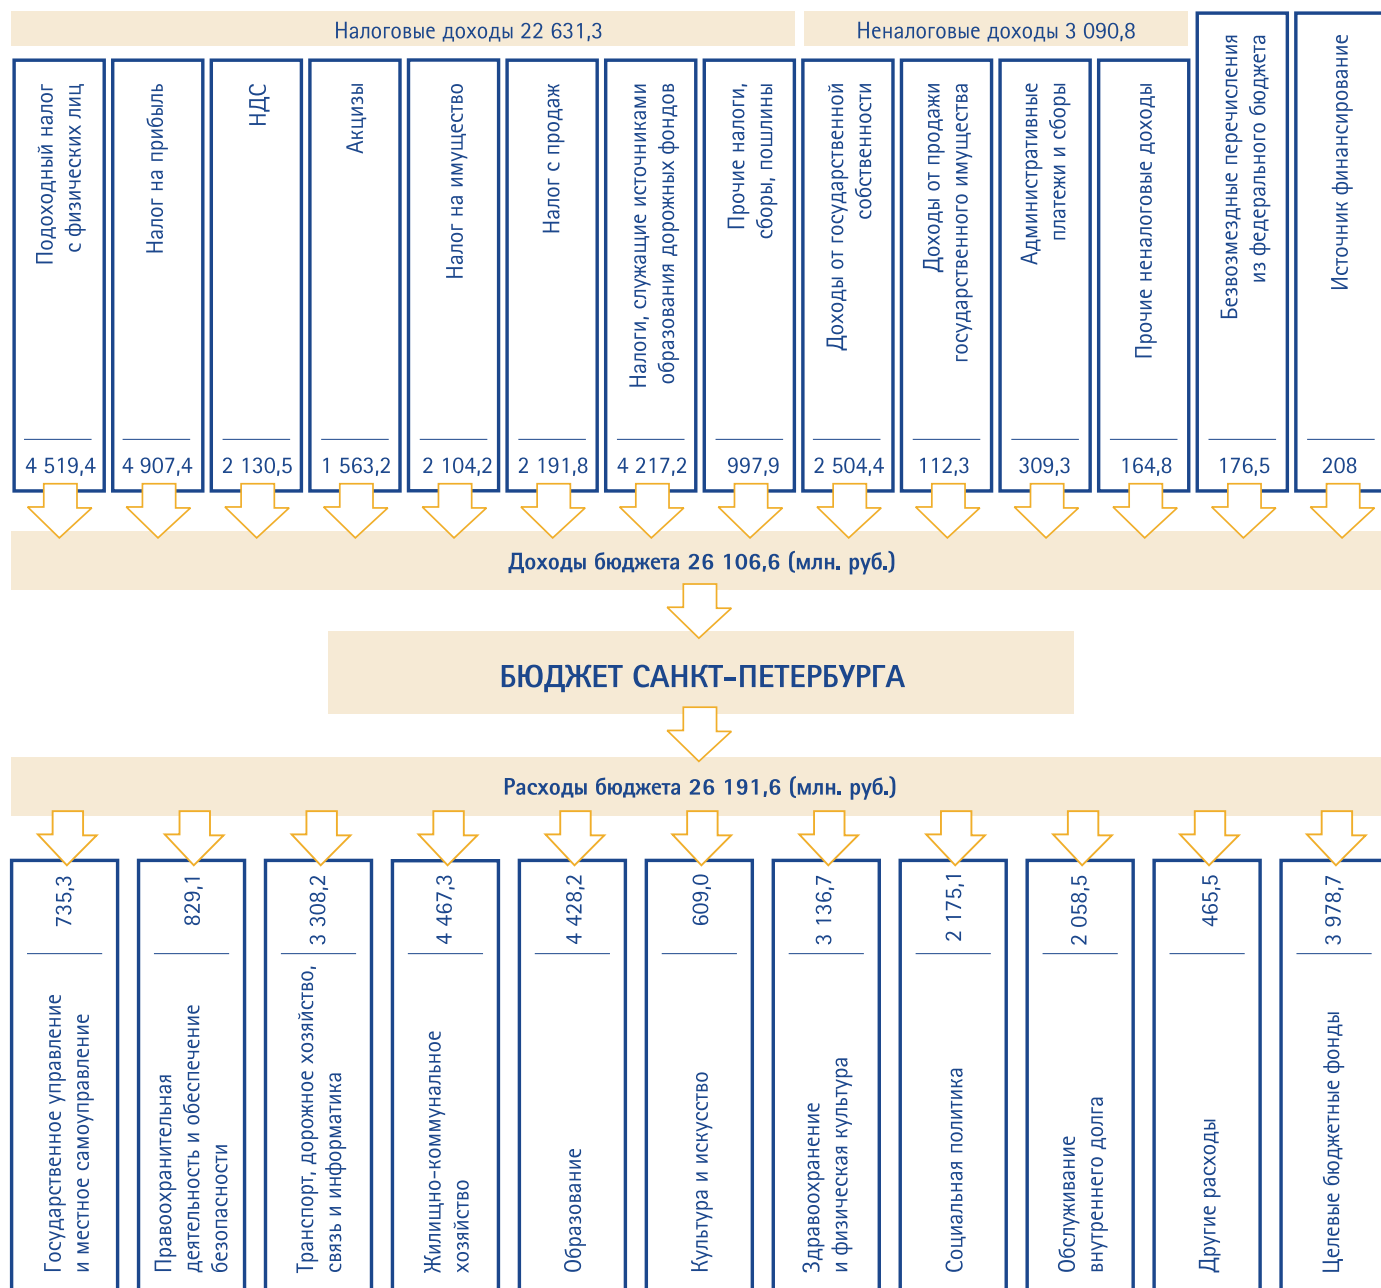 Налоговые доходы 22 631,3
Неналоговые доходы 3 090,8
Подоходный налог
с физических лиц
4 519,4
Налог на прибыль
4 907,4
НДС
2 130,5
Акцизы
1 563,2
Налог на имущество
2 104,2
Налог с продаж
2 191,8
Налоги, служащие источниками
образования дорожных фондов
4 217,2
Прочие налоги,
сборы, пошлины
997,9
Доходы от государственной
собственности
2 504,4
Доходы от продажи
государственного имущества
112,3
Административные
платежи и сборы
309,3
Прочие неналоговые доходы
164,8
Безвозмездные перечисления
из федерального бюджета
176,5
Источник финансирование
208
Доходы бюджета 26 106,6 (млн. руб.)
БЮДЖЕТ САНКТ-ПЕТЕРБУРГА
Расходы бюджета 26 191,6 (млн. руб.)
735,3
Государственное управление
и местное самоуправление
829,1
Правоохранительная
деятельность и обеспечение
безопасности
3 308,2
Транспорт, дорожное хозяйство,
связь и информатика
4 467,3
Жилищно-коммунальное
хозяйство
4 428,2
Образование
609,0
Культура и искусство
3 136,7
Здравоохранение
и физическая культура
2 175,1
Социальная политика
2 058,5
Обслуживание
внутреннего долга
465,5
Другие расходы
3 978,7
Целевые бюджетные фонды